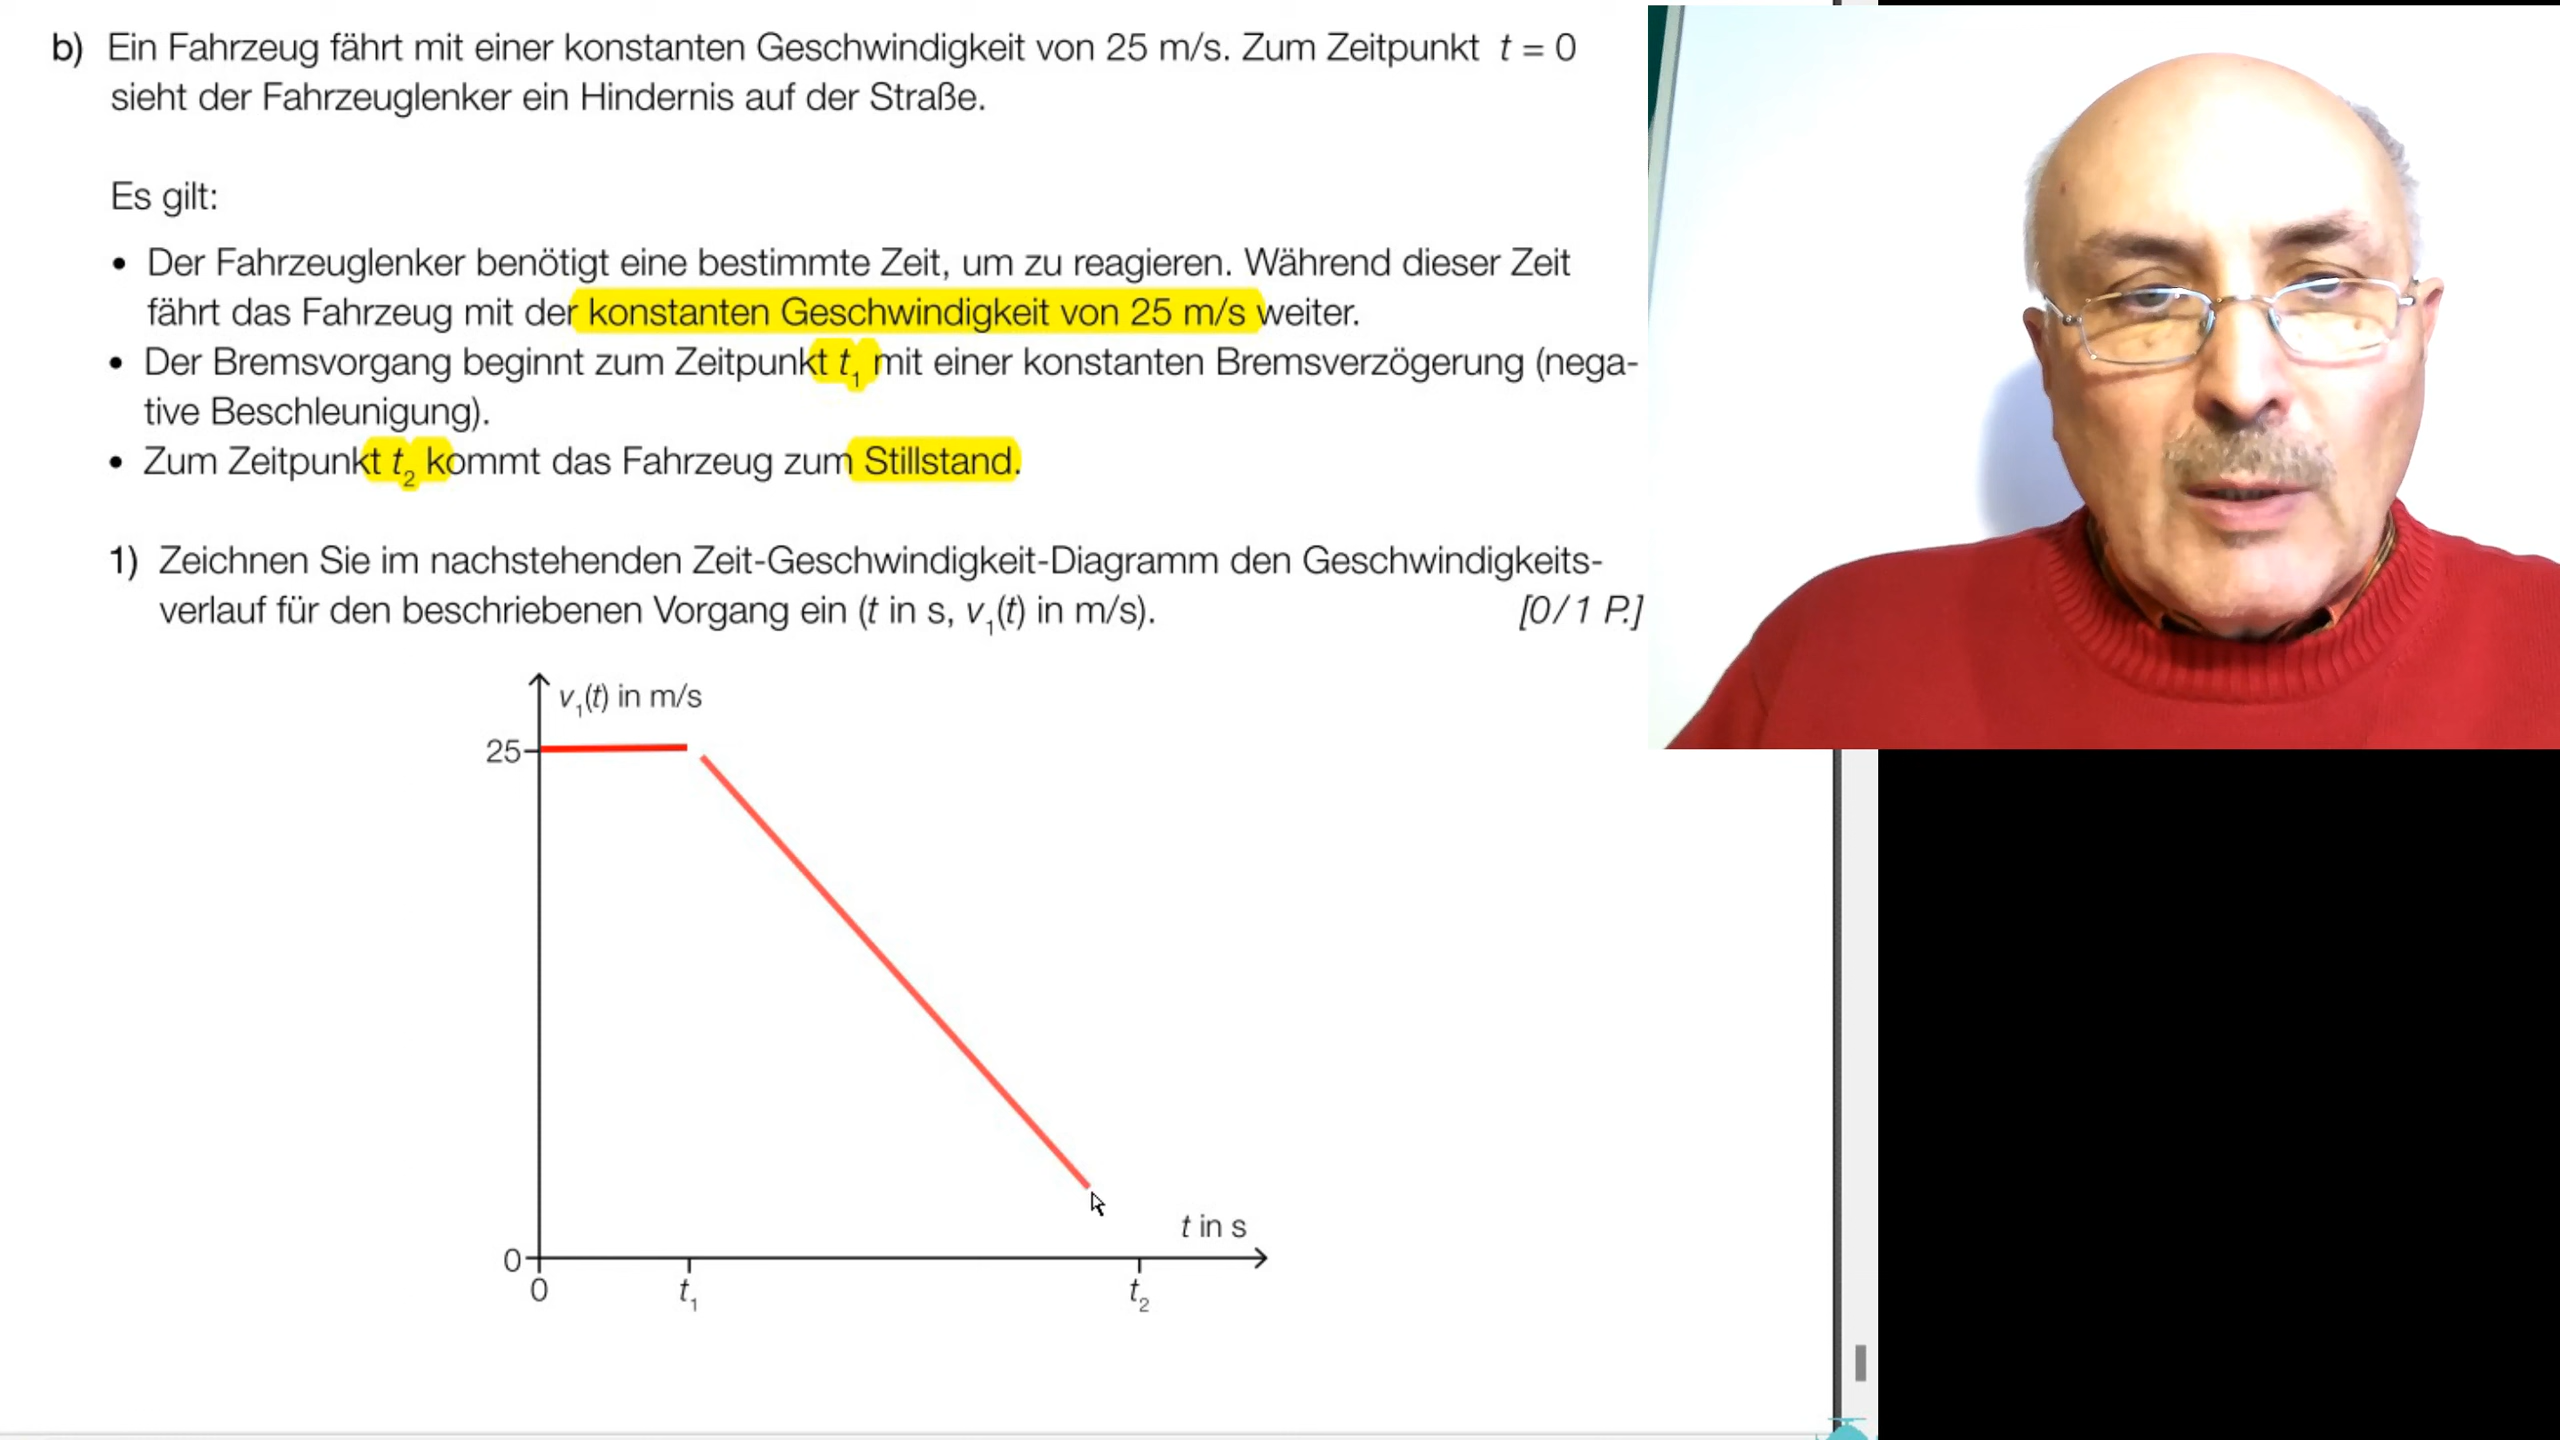 b) Ein Fahrzeug fährt mit einer konstanten Geschwindigkeit von 25 m/s. Zum Zeitpunkt t = 0
sieht der Fahrzeuglenker ein Hindernis auf der Straße.
Es gilt:
• Der Fahrzeuglenker benötigt eine bestimmte Zeit, um zu reagieren. Während dieser Zeit
fährt das Fahrzeug mit der konstanten Geschwindigkeit von 25 m/s weiter.
• Der Bremsvorgang beginnt zum Zeitpunkt t₁ mit einer konstanten Bremsverzögerung (nega-
tive Beschleunigung).
• Zum Zeitpunkt t₂ kommt das Fahrzeug zum Stillstand.
1) Zeichnen Sie im nachstehenden Zeit-Geschwindigkeit-Diagramm den Geschwindigkeits-
verlauf für den beschriebenen Vorgang ein (t in s, v₁(t) in m/s). [0/1 P.]
v₁(t) in m/s
25
t in s
0
0 t₁ t₂